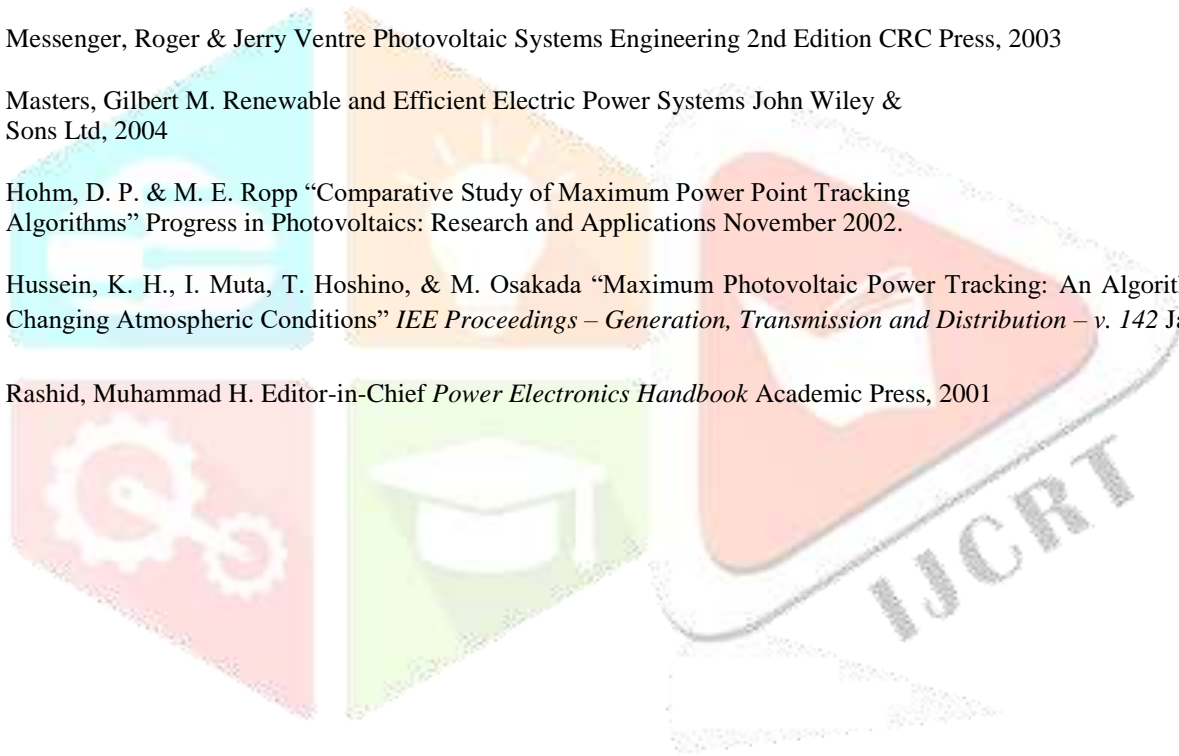 Messenger, Roger & Jerry Ventre Photovoltaic Systems Engineering 2nd Edition CRC Press, 2003
Masters, Gilbert M. Renewable and Efficient Electric Power Systems John Wiley &
Sons Ltd, 2004
Hohm, D. P. & M. E. Ropp “Comparative Study of Maximum Power Point Tracking
Algorithms” Progress in Photovoltaics: Research and Applications November 2002.
Hussein, K. H., I. Muta, T. Hoshino, & M. Osakada “Maximum Photovoltaic Power Tracking: An
Changing Atmospheric Conditions” IEE Proceedings – Generation, Transmission and Distribution – v. 142
Rashid, Muhammad H. Editor-in-Chief Power Electronics Handbook Academic Press, 2001
IJCRT